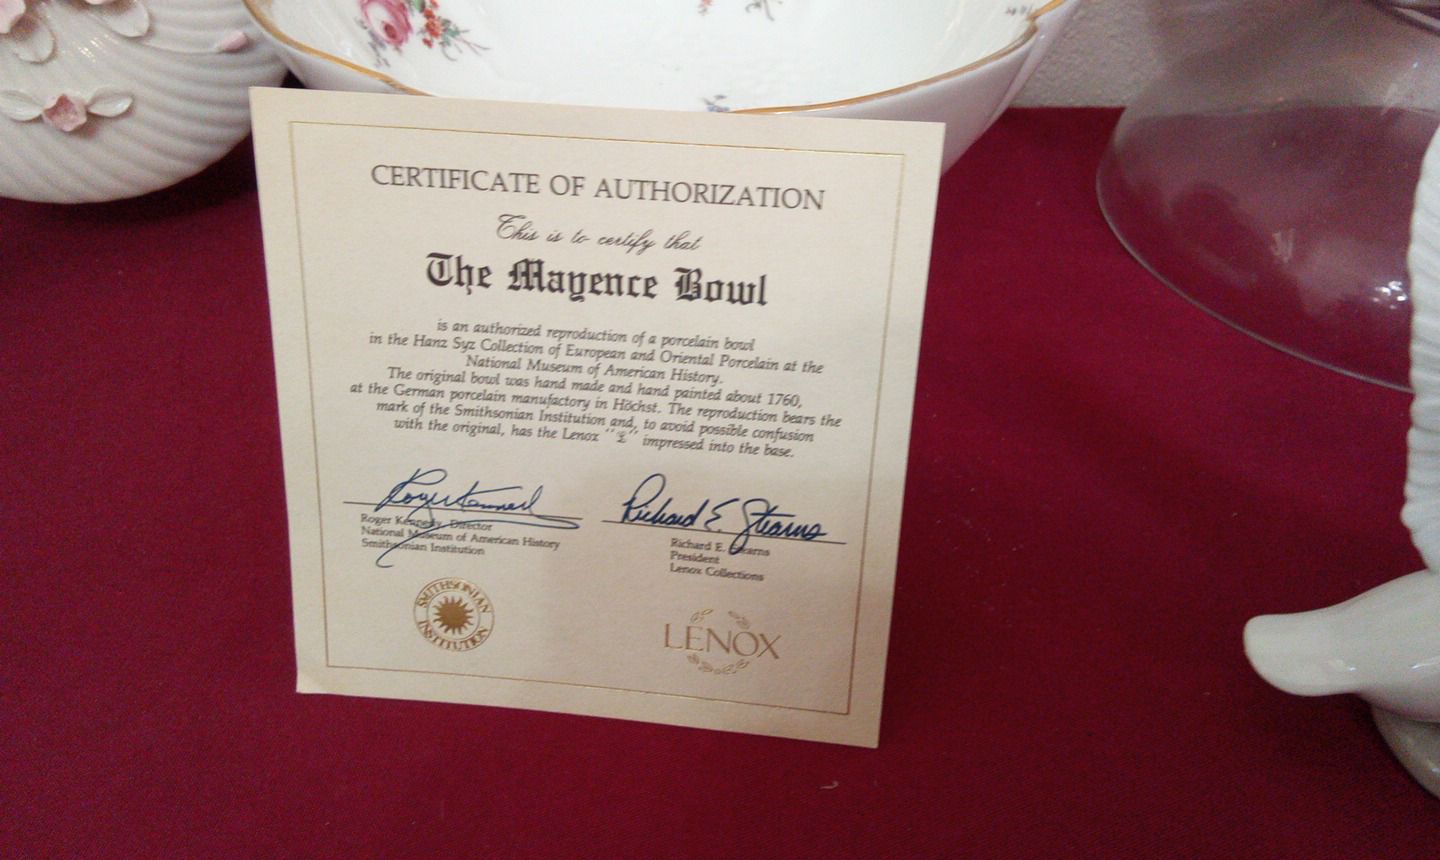 CERTIFICATE OF AUTHORIZATION
This is to certify that
The Mayence Bowl
is an authorized reproduction of a porcelain bowl
in the Hanz Syz Collection of European and Oriental Porcelain at the
National Museum of American History.
The original bowl was hand made and hand painted about 1760,
at the German porcelain manufactory in Höchst. The reproduction bears the
mark of the Smithsonian Institution and, to avoid possible confusion
with the original, has the Lenox "ℒ" impressed into the base.
Roger Kennedy
Roger Kennedy, Director
National Museum of American History
Smithsonian Institution
Richard E. Stearns
Richard E. Stearns
President
Lenox Collections
SMITHSONIAN
INSTITUTION
LENOX